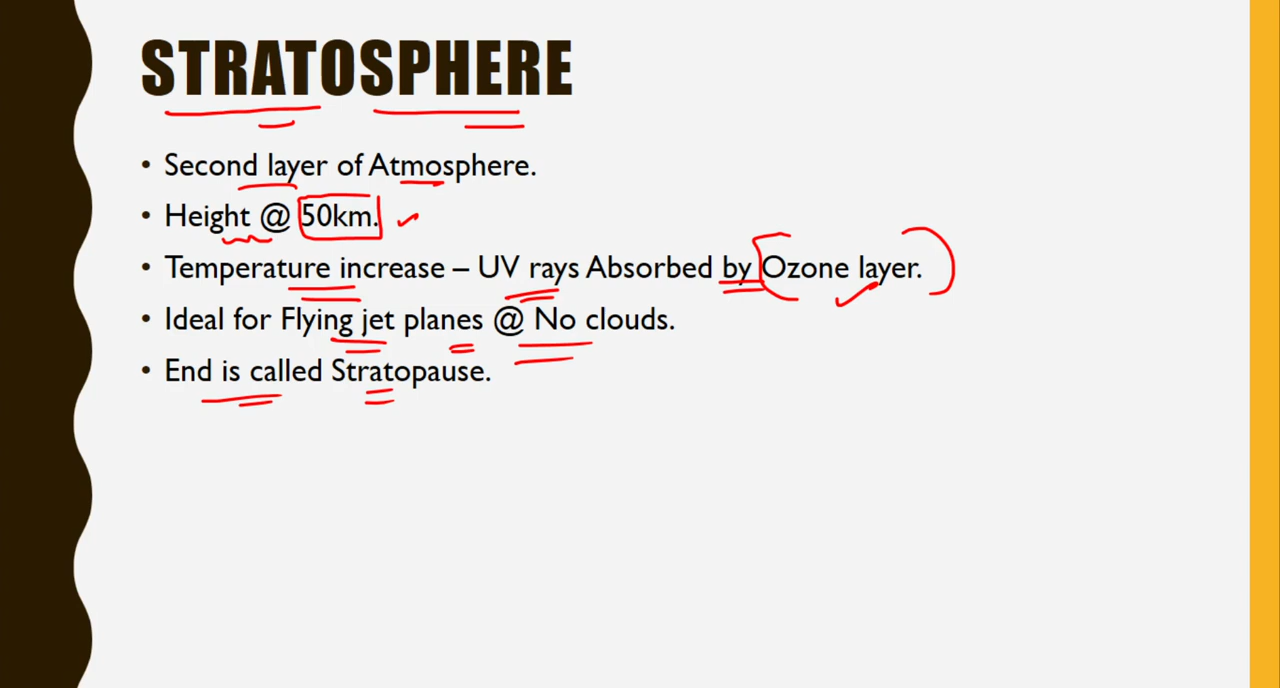 STRATOSPHERE
• Second layer of Atmosphere.
• Height @ 50km.
• Temperature increase – UV rays Absorbed by Ozone layer.
• Ideal for Flying jet planes @ No clouds.
• End is called Stratopause.